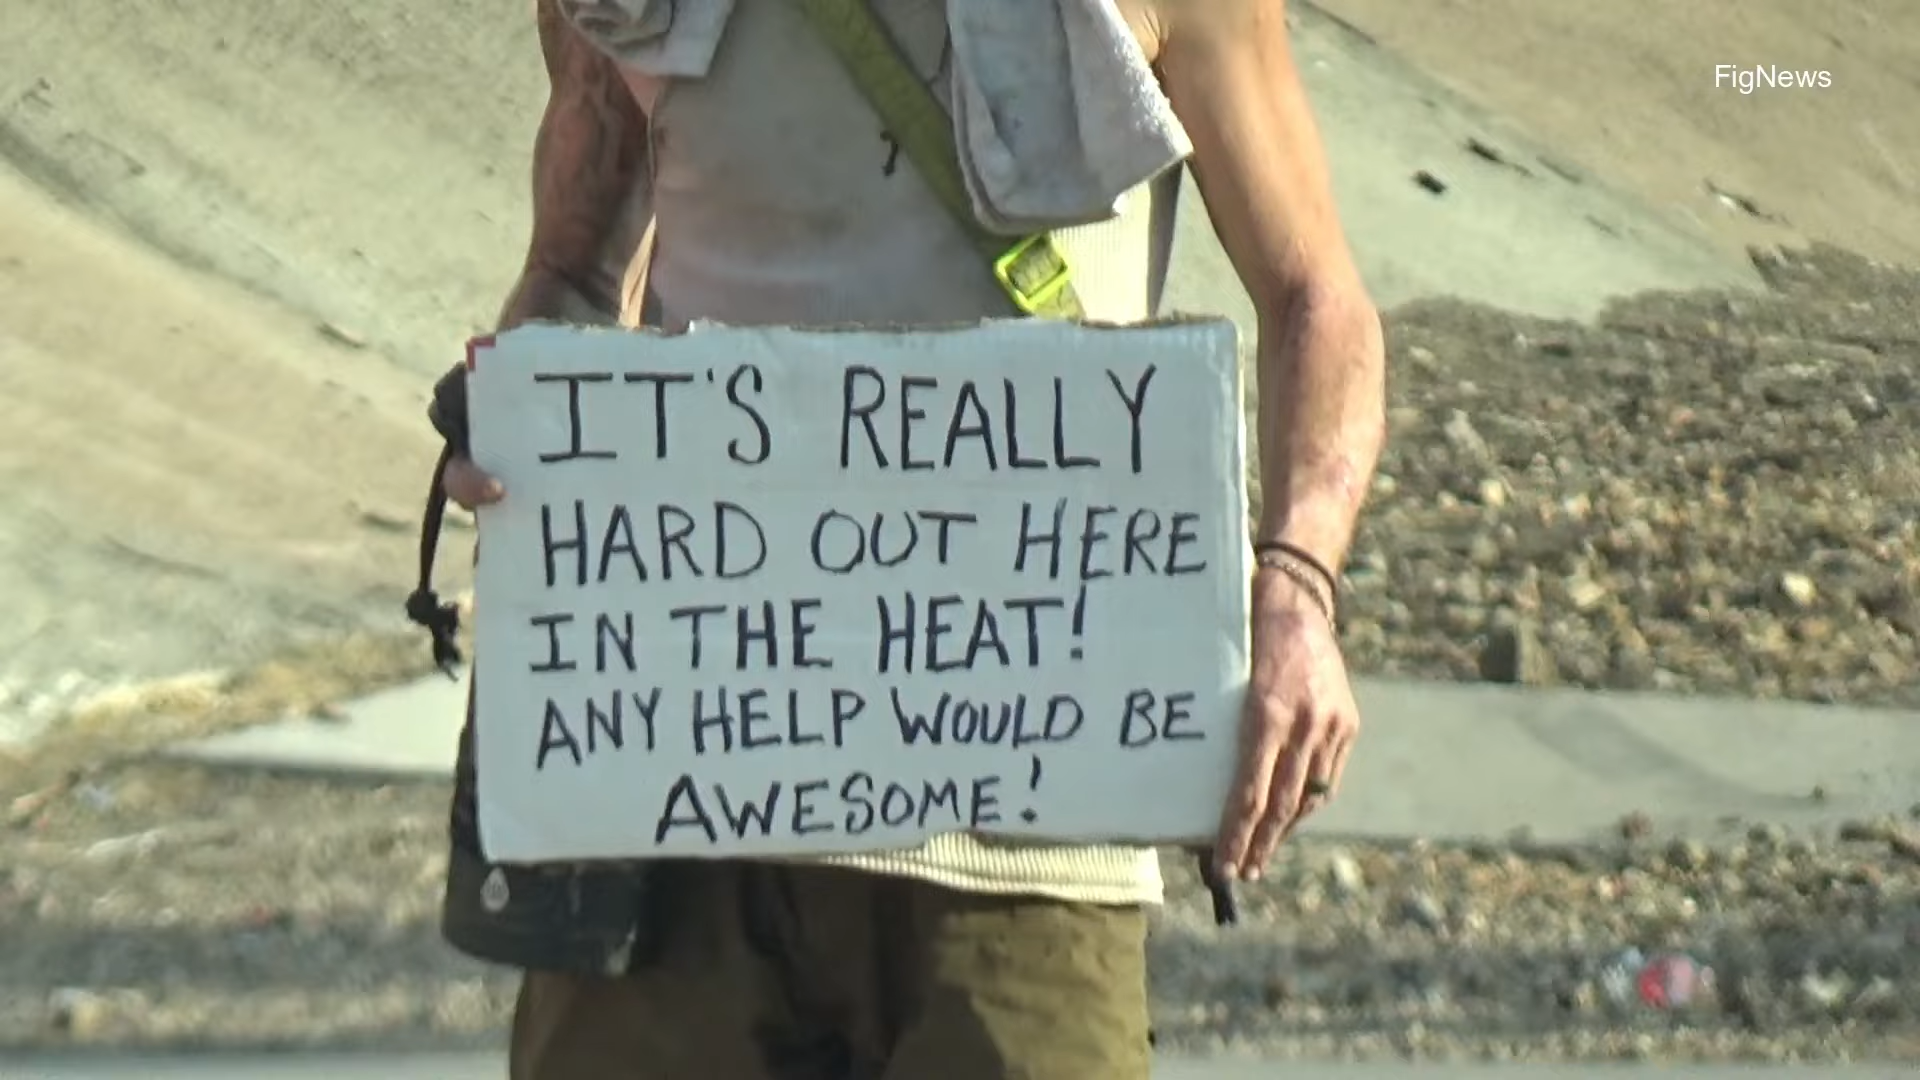 FigNews
IT'S REALLY
HARD OUT HERE
IN THE HEAT!
ANY HELP WOULD BE
AWESOME!